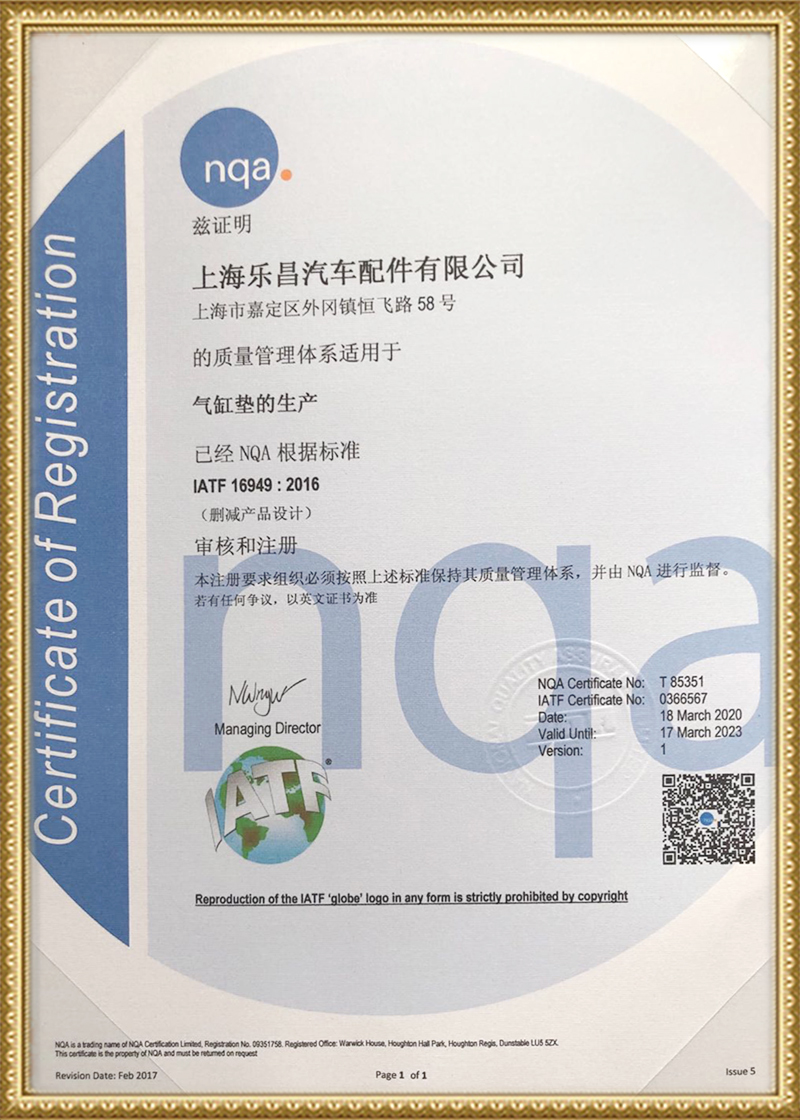 nqa.
Certificate of Registration
兹证明
上海乐昌汽车配件有限公司
上海市嘉定区外冈镇恒飞路 58 号
的质量管理体系适用于
气缸垫的生产
已经 NQA 根据标准
IATF 16949 : 2016
（删减产品设计）
审核和注册
本注册要求组织必须按照上述标准保持其质量管理体系，并由 NQA 进行监督。
若有任何争议，以英文证书为准
nqa
QUALITY ASSURANCE
NQA Certificate No: T 85351
IATF Certificate No: 0366567
Date: 18 March 2020
Valid Until: 17 March 2023
Version: 1
Managing Director
IATF®
nqa
Reproduction of the IATF ‘globe’ logo in any form is strictly prohibited by copyright
NQA is a trading name of NQA Certification Limited, Registration No. 09351758. Registered Office: Warwick House, Houghton Hall Park, Houghton Regis, Dunstable LU5 5ZX.
This certificate is the property of NQA and must be returned on request
Revision Date: Feb 2017
Page 1 of 1
Issue 5